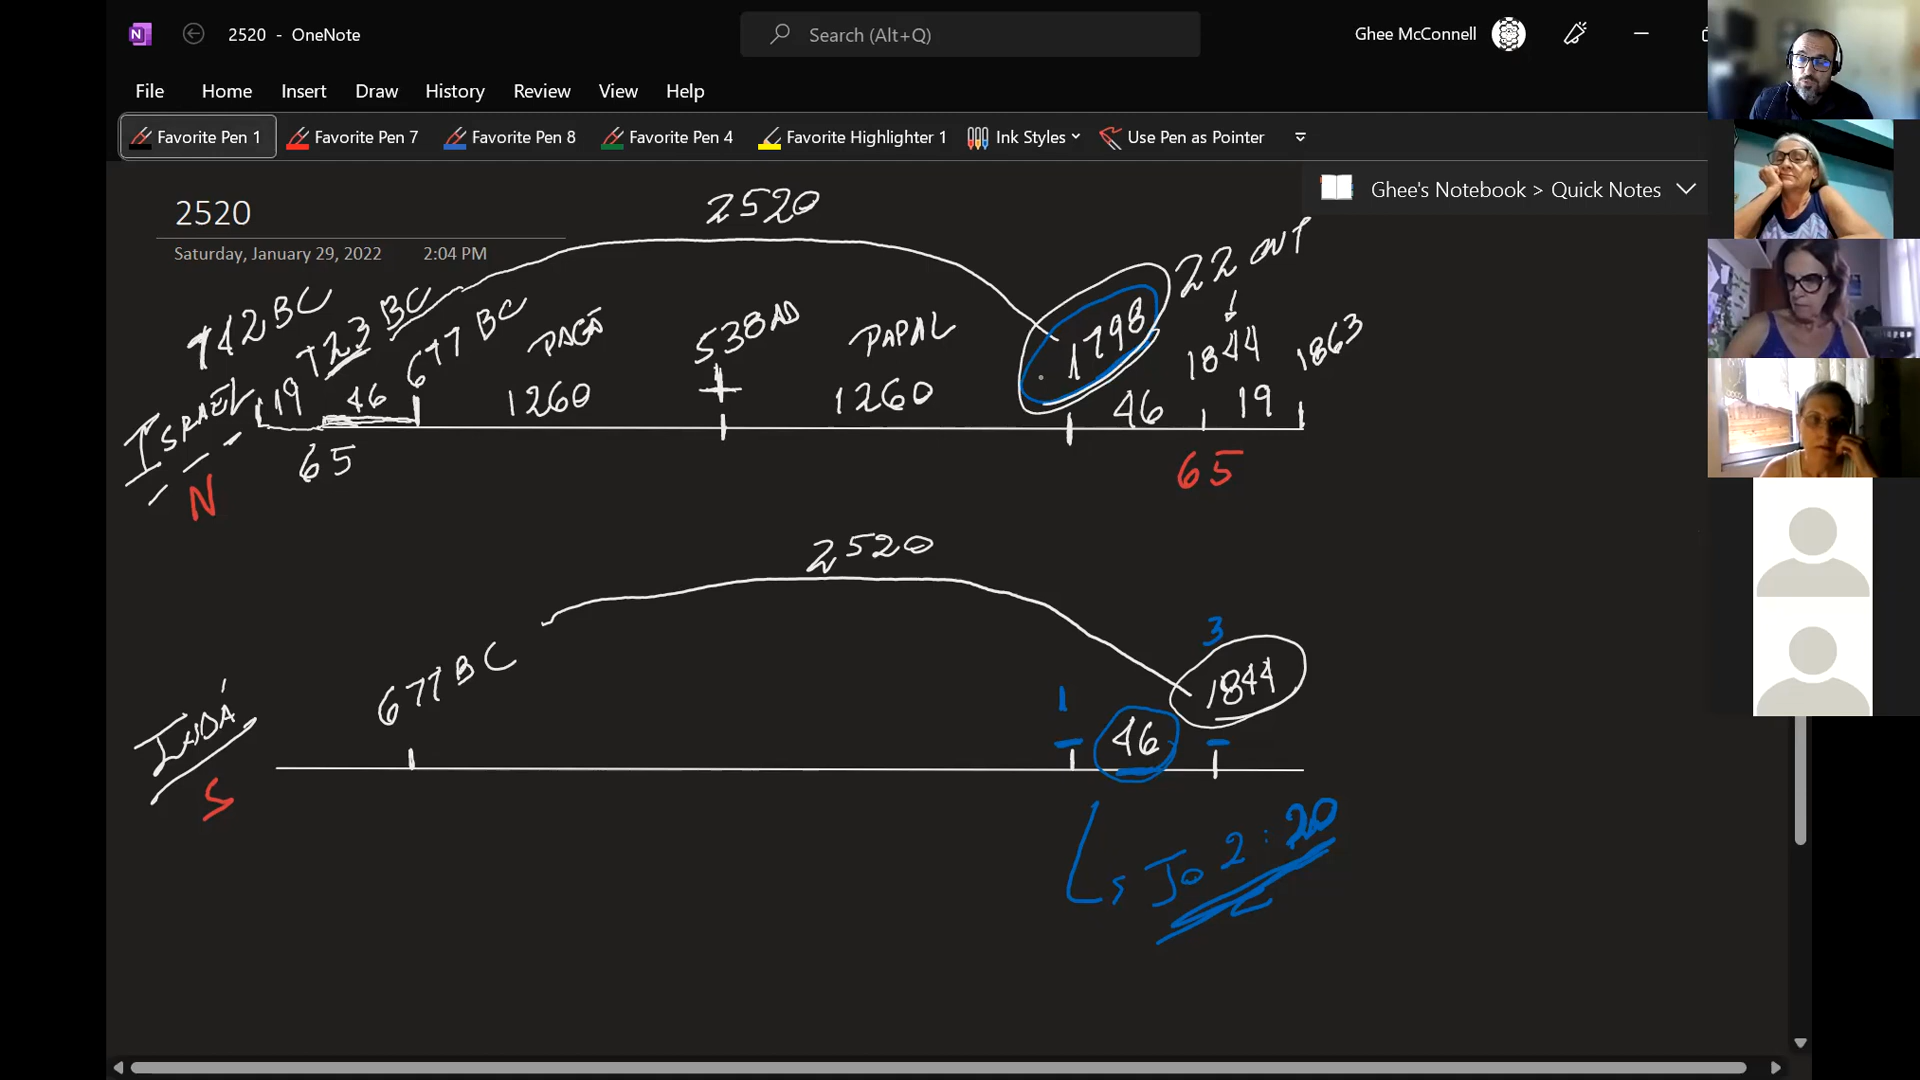 2520 - OneNote
Search (Alt+Q)
Ghee McConnell
File Home Insert Draw History Review View Help
Favorite Pen 1 Favorite Pen 7 Favorite Pen 8 Favorite Pen 4 Favorite Highlighter 1 Ink Styles Use Pen as Pointer
Ghee's Notebook > Quick Notes
2520
Saturday, January 29, 2022 2:04 PM
2520
742 BC 723 BC 677 BC PAGÃ 538 AD PAPAL 1798 22 OUT
1844 1863
ISRAEL 19 46 1260 1260 46 19
65 65
N
2520
677 BC 1 3
1844
JUDÁ 46
S
Jo 2:20